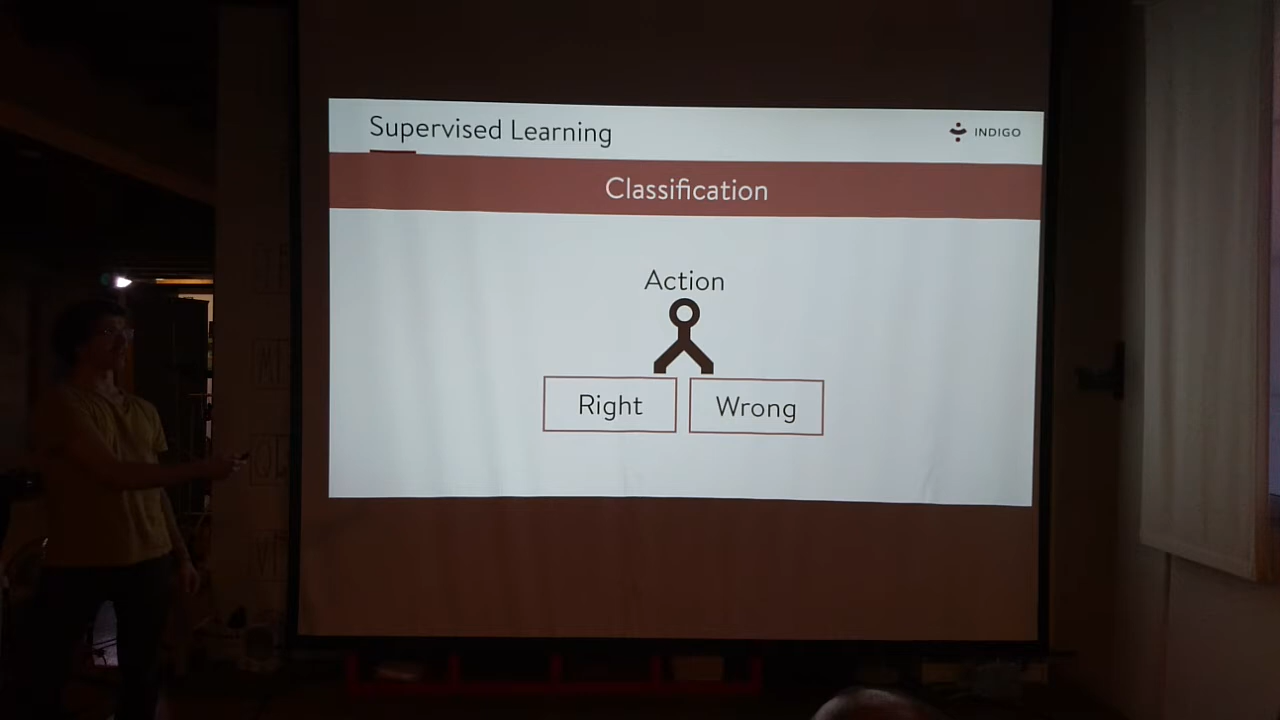 Supervised Learning
INDIGO
Classification
Action
Right
Wrong